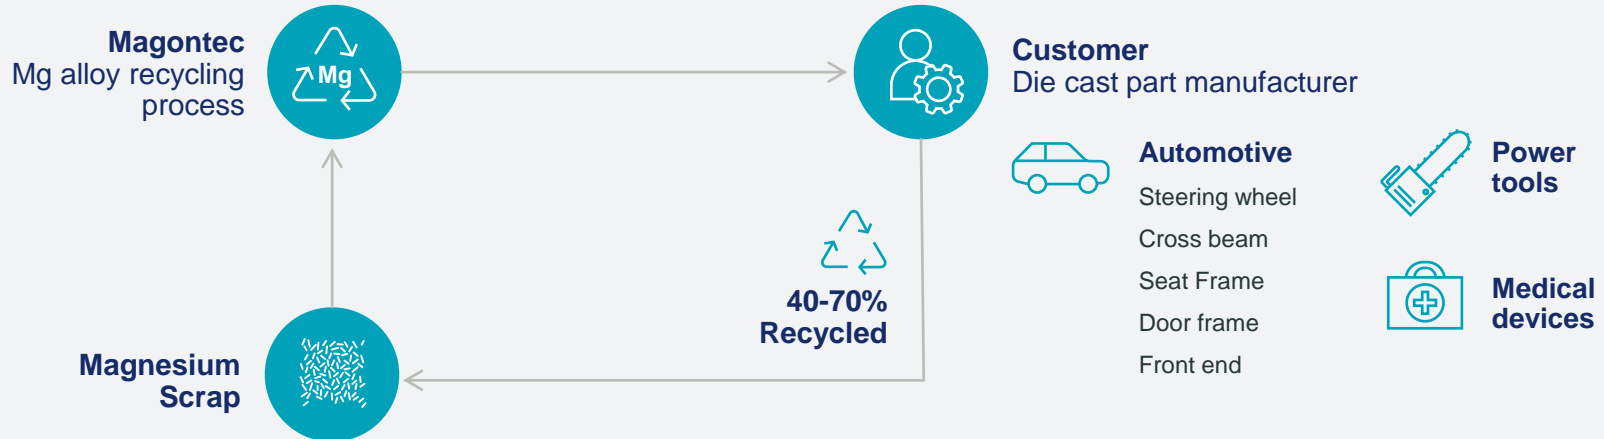 Magontec
Mg alloy recycling
process
Mg
Customer
Die cast part manufacturer
Automotive
Steering wheel
Cross beam
Seat Frame
Door frame
Front end
Power
tools
Medical
devices
40-70%
Recycled
Magnesium
Scrap